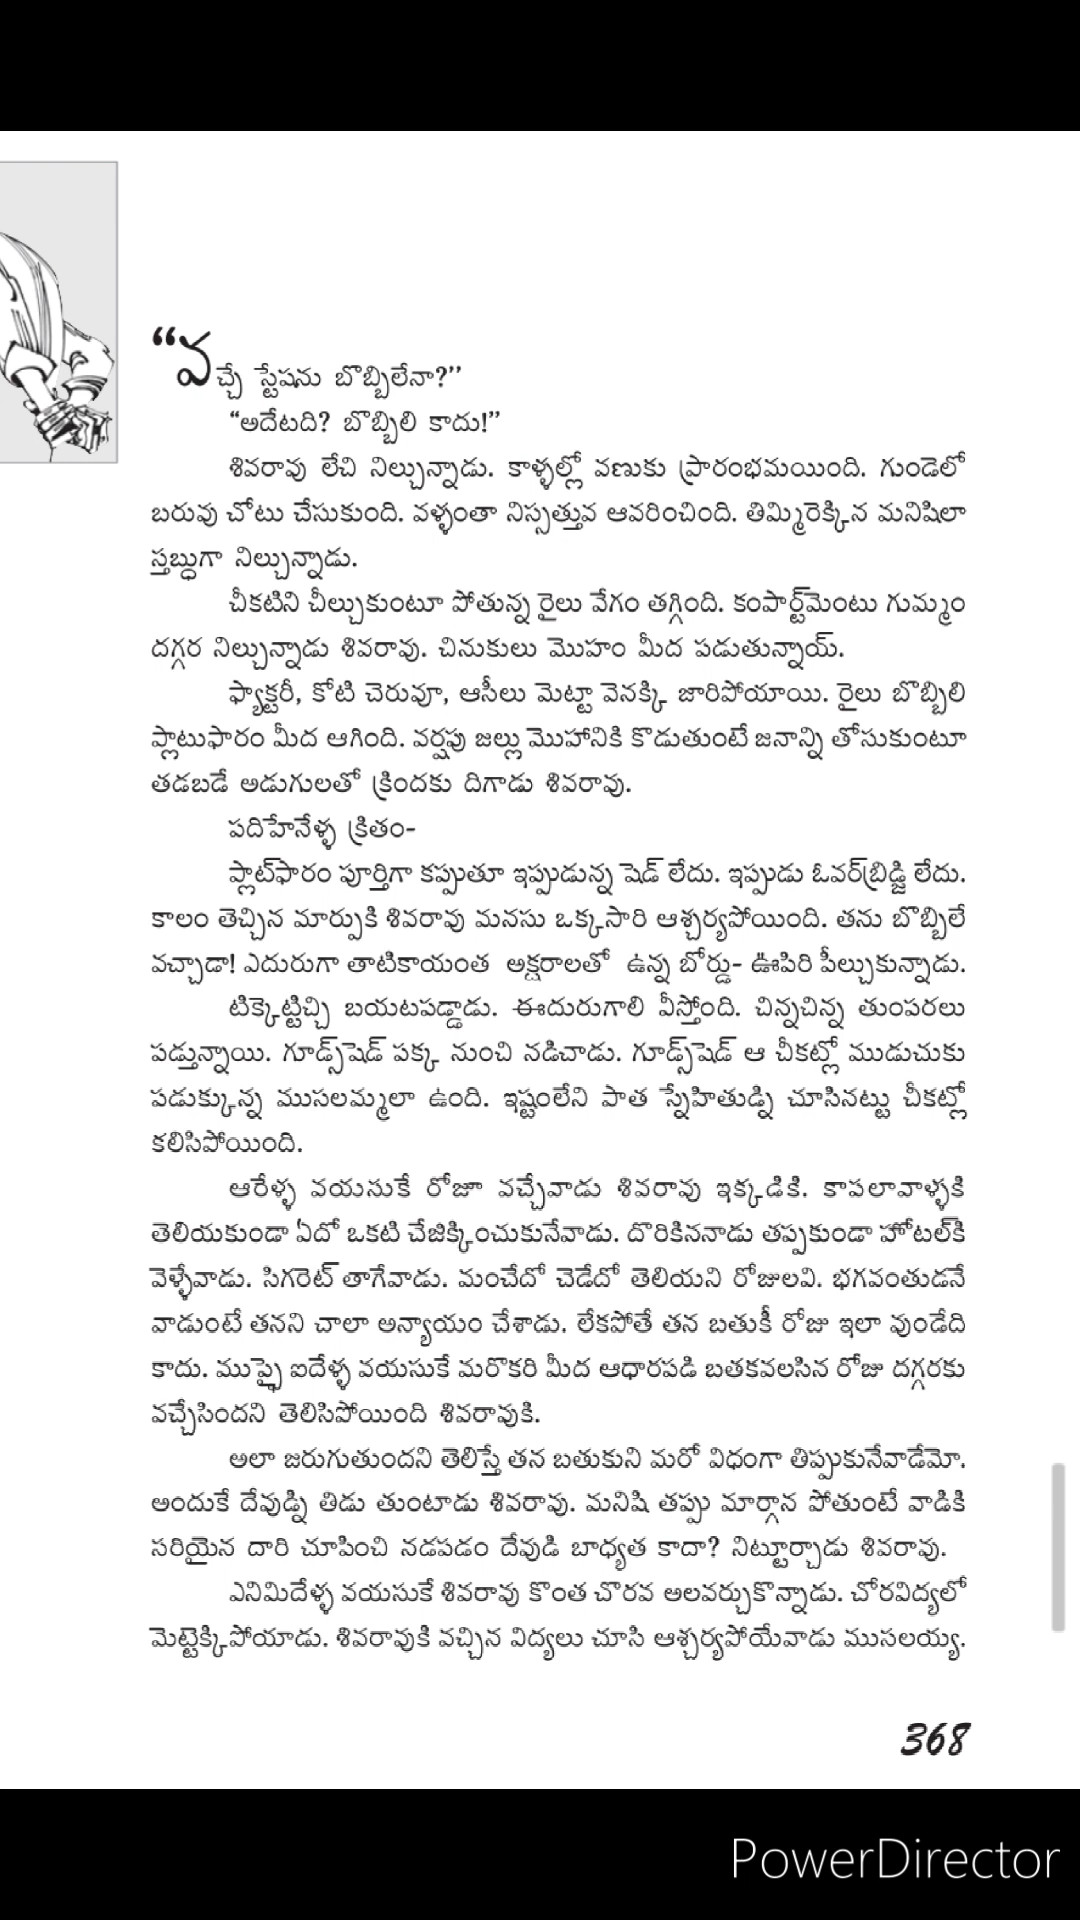 “వచ్చే స్టేషను బొబ్బిలేనా?’’
“అదేటది? బొబ్బిలి కాదు!’’
శివరావు లేచి నిల్చున్నాడు. కాళ్ళల్లో వణుకు ప్రారంభమయింది. గుండెలో
బరువు చోటు చేసుకుంది. వళ్ళంతా నిస్సత్తువ ఆవరించింది. తిమ్మిరెక్కిన మనిషిలా
స్తబ్ధుగా నిల్చున్నాడు.
చీకటిని చీల్చుకుంటూ పోతున్న రైలు వేగం తగ్గింది. కంపార్ట్‌మెంటు గుమ్మం
దగ్గర నిల్చున్నాడు శివరావు. చినుకులు మొహం మీద పడుతున్నాయ్.
ఫ్యాక్టరీ, కోటి చెరువూ, ఆసీలు మెట్టా వెనక్కి జారిపోయాయి. రైలు బొబ్బిలి
ప్లాటుఫారం మీద ఆగింది. వర్షపు జల్లు మొహానికి కొడుతుంటే జనాన్ని తోసుకుంటూ
తడబడే అడుగులతో క్రిందకు దిగాడు శివరావు.
పదిహేనేళ్ళ క్రితం-
ప్లాట్‌ఫారం పూర్తిగా కప్పుతూ ఇప్పుడున్న షెడ్ లేదు. ఇప్పుడు ఓవర్‌బ్రిడ్జి లేదు.
కాలం తెచ్చిన మార్పుకి శివరావు మనసు ఒక్కసారి ఆశ్చర్యపోయింది. తను బొబ్బిలే
వచ్చాడా! ఎదురుగా తాటికాయంత అక్షరాలతో ఉన్న బోర్డు- ఊపిరి పీల్చుకున్నాడు.
టిక్కెట్టిచ్చి బయటపడ్డాడు. ఈదురుగాలి వీస్తోంది. చిన్నచిన్న తుంపరలు
పడ్తున్నాయి. గూడ్స్‌షెడ్ పక్క నుంచి నడిచాడు. గూడ్స్‌షెడ్ ఆ చీకట్లో ముడుచుకు
పడుక్కున్న ముసలమ్మలా ఉంది. ఇష్టంలేని పాత స్నేహితుడ్ని చూసినట్టు చీకట్లో
కలిసిపోయింది.
ఆరేళ్ళ వయసుకే రోజూ వచ్చేవాడు శివరావు ఇక్కడికి. కాపలావాళ్ళకి
తెలియకుండా ఏదో ఒకటి చేజిక్కించుకునేవాడు. దొరికిననాడు తప్పకుండా హోటల్‌కి
వెళ్ళేవాడు. సిగరెట్ తాగేవాడు. మంచేదో చెడేదో తెలియని రోజులవి. భగవంతుడనే
వాడుంటే తనని చాలా అన్యాయం చేశాడు. లేకపోతే తన బతుకీ రోజు ఇలా వుండేది
కాదు. ముప్ఫై ఐదేళ్ళ వయసుకే మరొకరి మీద ఆధారపడి బతకవలసిన రోజు దగ్గరకు
వచ్చేసిందని తెలిసిపోయింది శివరావుకి.
అలా జరుగుతుందని తెలిస్తే తన బతుకుని మరో విధంగా తిప్పుకునేవాడేమో.
అందుకే దేవుడ్ని తిడు తుంటాడు శివరావు. మనిషి తప్పు మార్గాన పోతుంటే వాడికి
సరియైన దారి చూపించి నడపడం దేవుడి బాధ్యత కాదా? నిట్టూర్చాడు శివరావు.
ఎనిమిదేళ్ళ వయసుకే శివరావు కొంత చొరవ అలవర్చుకొన్నాడు. చోరవిద్యలో
మెట్టెక్కిపోయాడు. శివరావుకి వచ్చిన విద్యలు చూసి ఆశ్చర్యపోయేవాడు ముసలయ్య.
368
PowerDirector